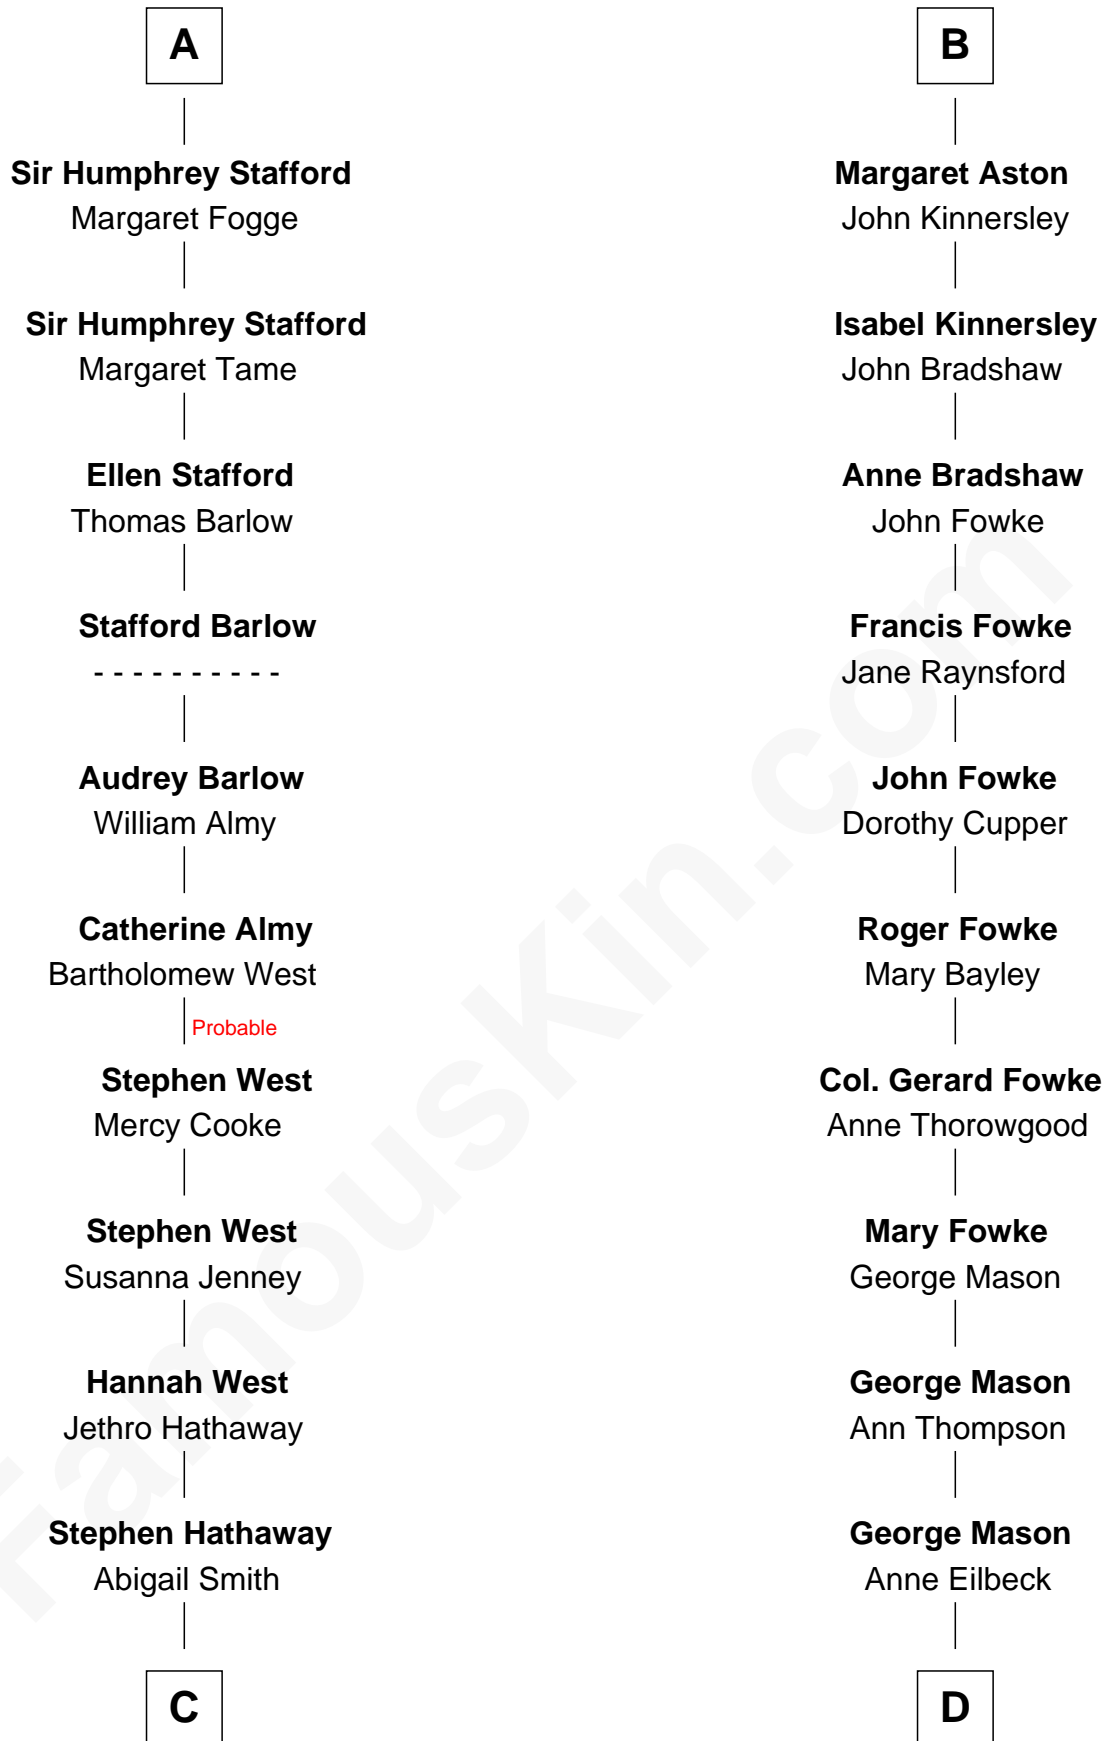 A
Sir Humphrey Stafford
Margaret Fogge
Sir Humphrey Stafford
Margaret Tame
Ellen Stafford
Thomas Barlow
Stafford Barlow
- - - - - - - - - -
Audrey Barlow
William Almy
Catherine Almy
Bartholomew West
Probable
Stephen West
Mercy Cooke
Stephen West
Susanna Jenney
Hannah West
Jethro Hathaway
Stephen Hathaway
Abigail Smith
C
B
Margaret Aston
John Kinnersley
Isabel Kinnersley
John Bradshaw
Anne Bradshaw
John Fowke
Francis Fowke
Jane Raynsford
John Fowke
Dorothy Cupper
Roger Fowke
Mary Bayley
Col. Gerard Fowke
Anne Thorowgood
Mary Fowke
George Mason
George Mason
Ann Thompson
George Mason
Anne Eilbeck
D
FamousKin.com